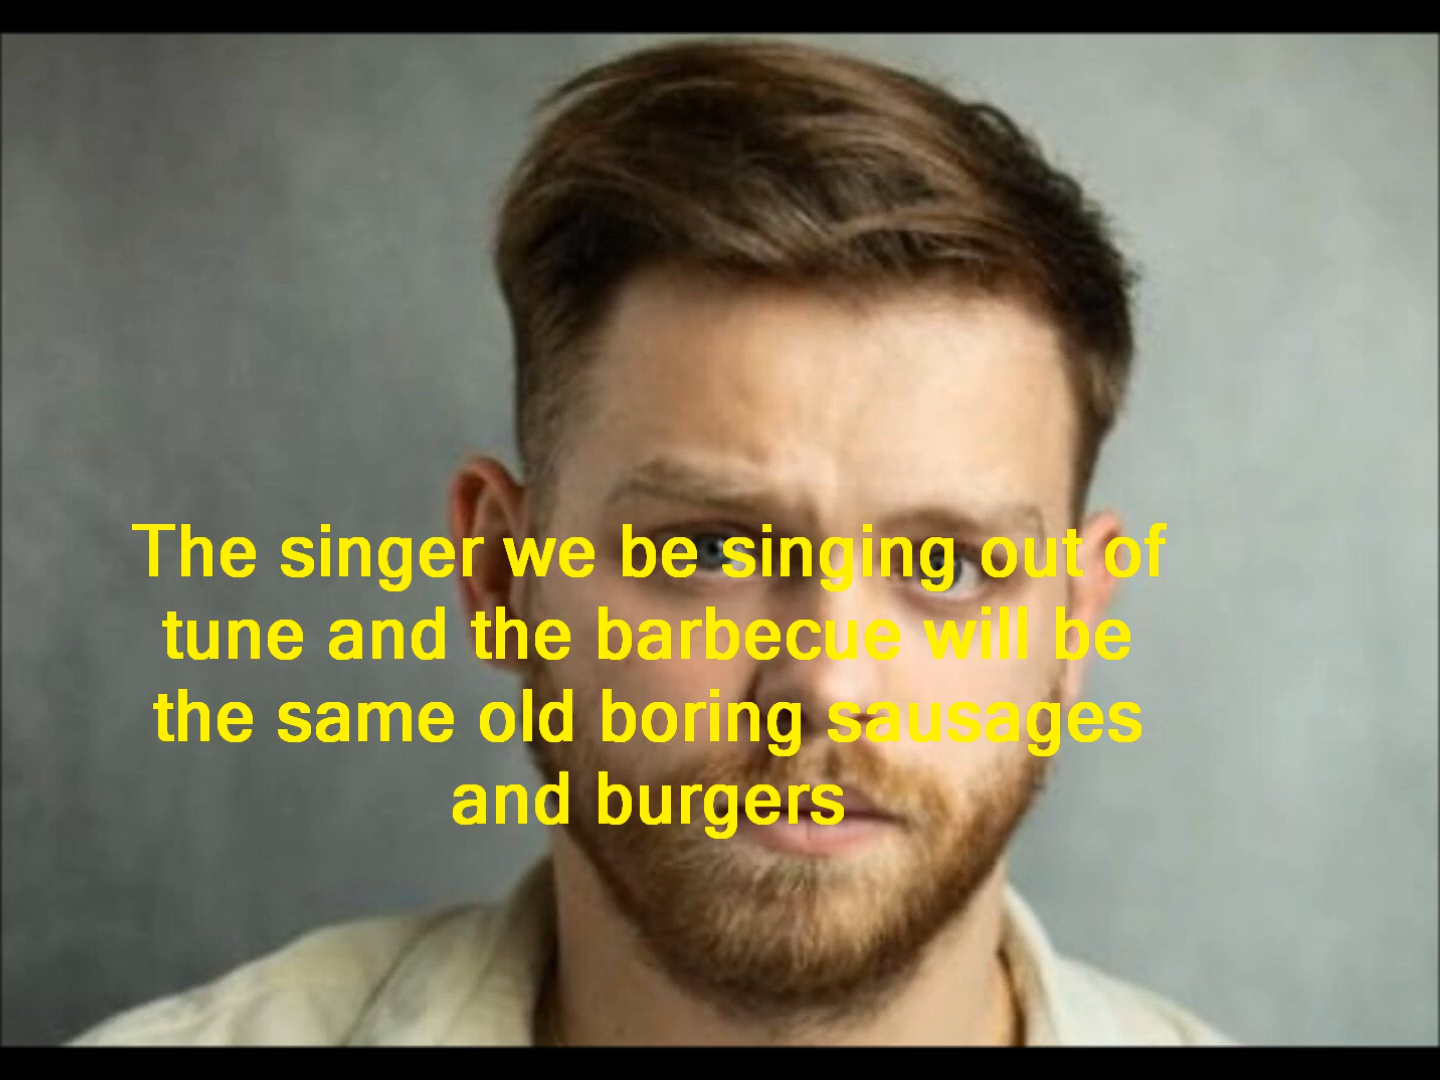 The singer we be singing out of
tune and the barbecue will be
the same old boring sausages
and burgers